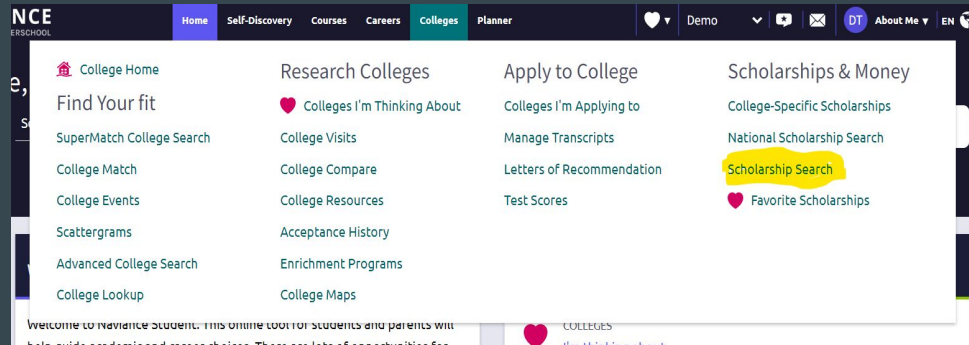 NCE
ERSCHOOL
Home Self-Discovery Courses Careers Colleges Planner Demo DT About Me EN
College Home
Find Your fit
SuperMatch College Search
College Match
College Events
Scattergrams
Advanced College Search
College Lookup
Research Colleges
Colleges I'm Thinking About
College Visits
College Compare
College Resources
Acceptance History
Enrichment Programs
College Maps
Apply to College
Colleges I'm Applying to
Manage Transcripts
Letters of Recommendation
Test Scores
Scholarships & Money
College-Specific Scholarships
National Scholarship Search
Scholarship Search
Favorite Scholarships
Welcome to Naviance Student. This online tool for students and parents will
COLLEGES